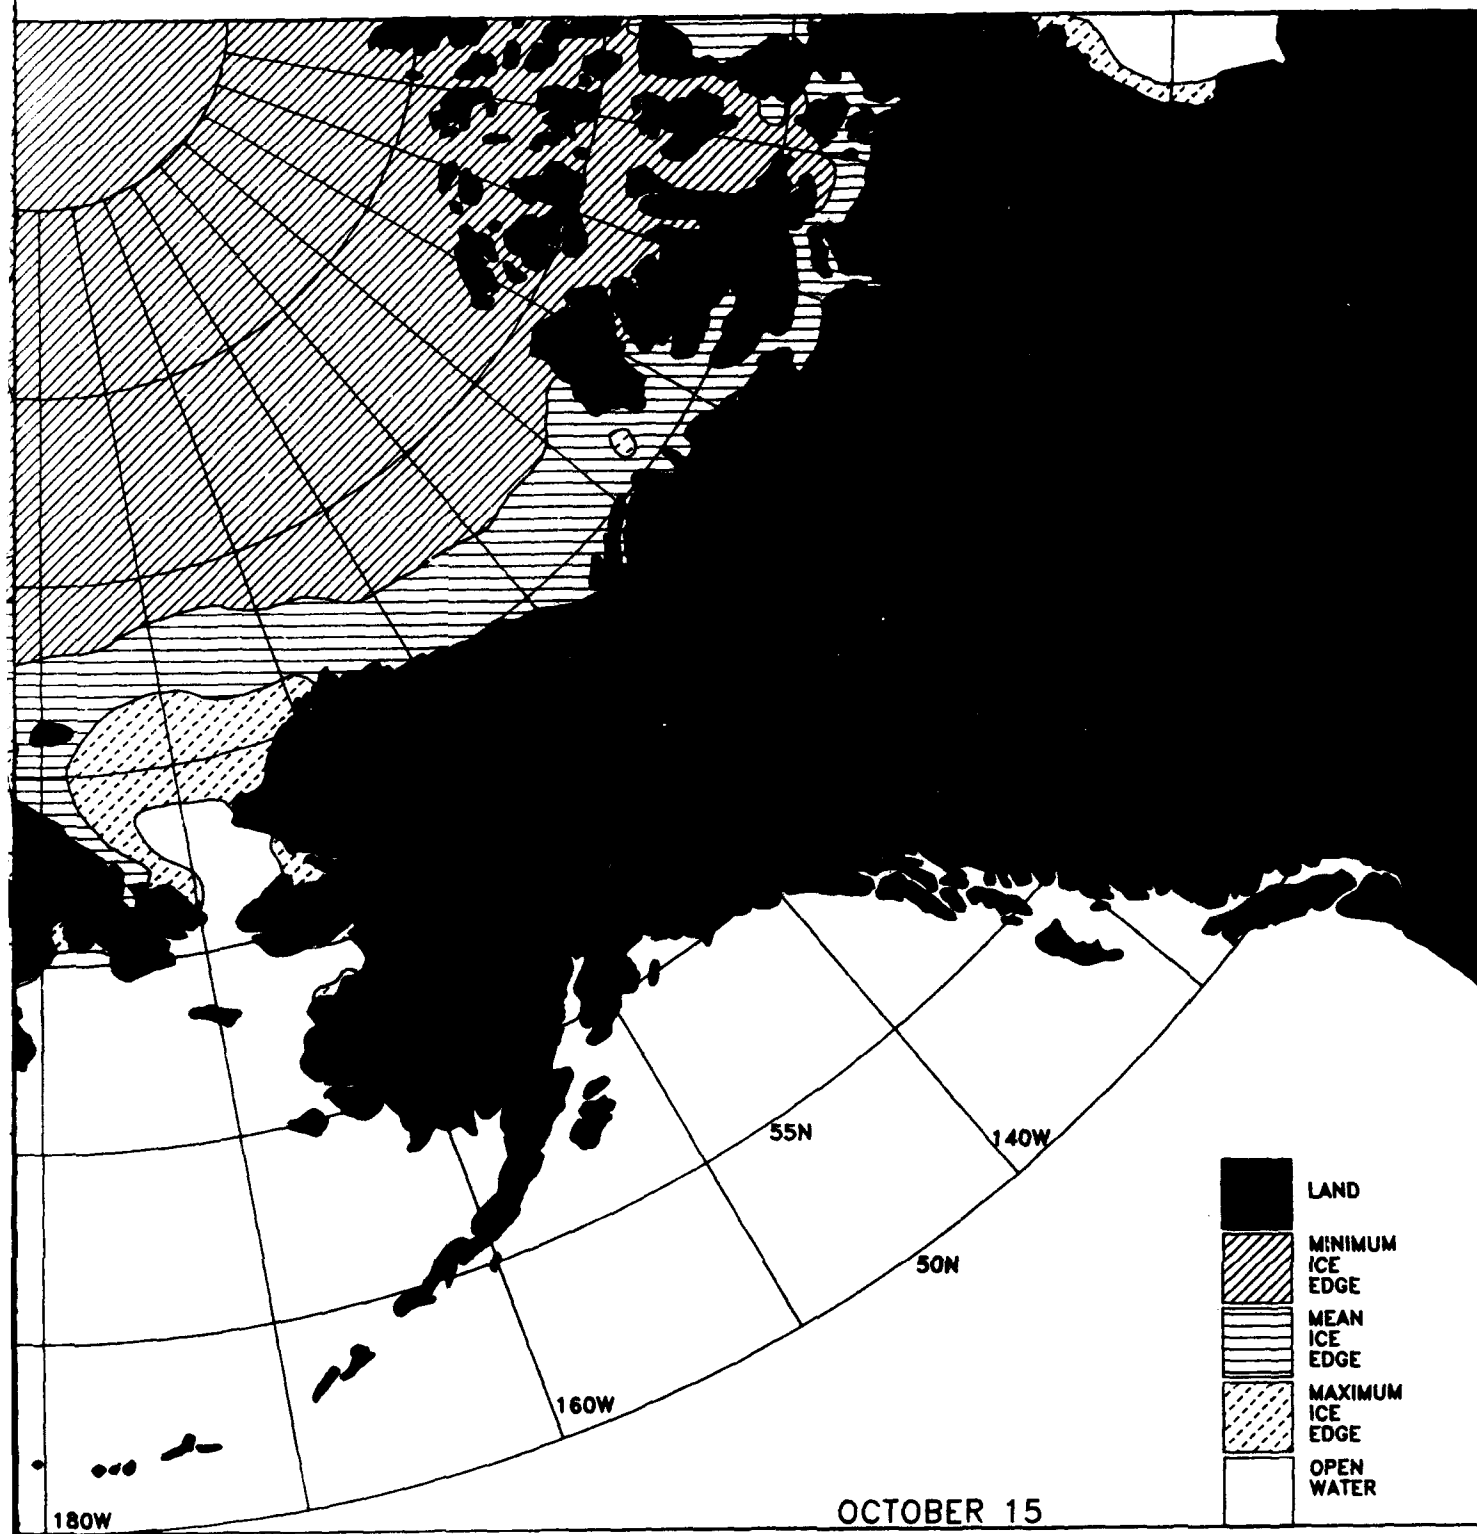 55N
140W
50N
160W
180W
OCTOBER 15
LAND
MINIMUM
ICE
EDGE
MEAN
ICE
EDGE
MAXIMUM
ICE
EDGE
OPEN
WATER